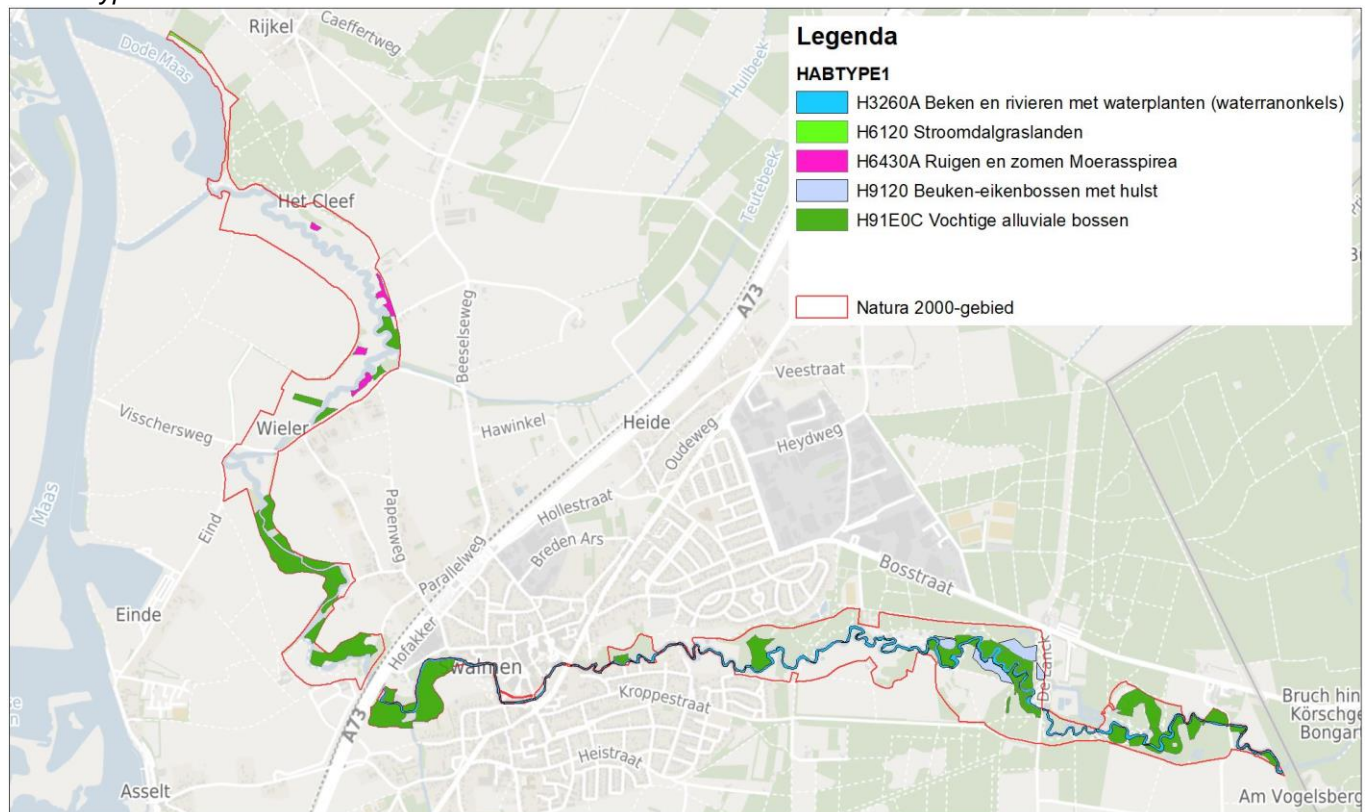 Rijkel
Caeffertweg
Dode Maas
Huilbeek
Legenda
HABTYPE1
H3260A Beken en rivieren met waterplanten (waterranonkels)
H6120 Stroomdalgraslanden
H6430A Ruigen en zomen Moerasspirea
H9120 Beuken-eikenbossen met hulst
H91E0C Vochtige alluviale bossen
Natura 2000-gebied
Het Cleef
Teutebeek
A73
Beeselseweg
Veestraat
Visschersweg
Wieler
Hawinkel
Heide
Oudeweg
Heydweg
Maas
Eind
Papenweg
Hollestraat
Breden Ars
Parallelweg
Bosstraat
Einde
Hofakker
Swalmen
Kroppestraat
De Lanck
Bruch hin
Körschge
Bongart
A73
Heistraat
Asselt
Am Vogelsberg